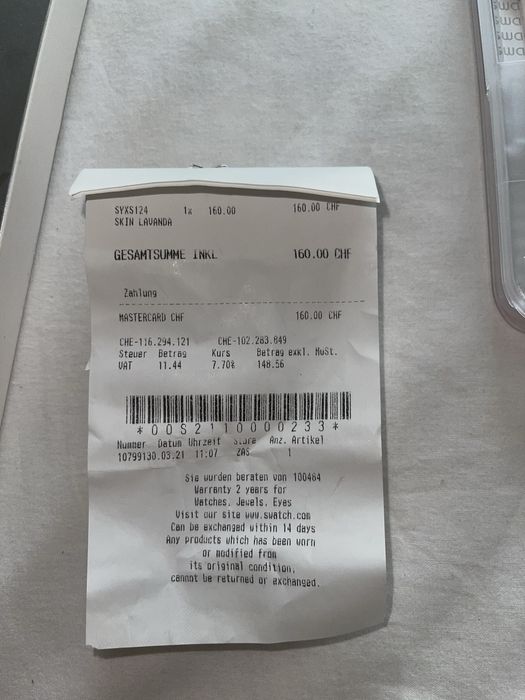 SYXS124 1x 160.00 160.00 CHF
SKIN LAVANDA
GESAMTSUMME INKL 160.00 CHF
Zahlung
MASTERCARD CHF 160.00 CHF
CHE-116.294.121 CHE-102.283.849
Steuer Betrag Kurs Betrag exkl. MuSt.
VAT 11.44 7.70% 148.56
*00S2110000233*
Nummer Datum Uhrzeit Store Anz. Artikel
10799130.03.21 11:07 ZAS 1
Sie wurden beraten von 100464
Warranty 2 years for
Watches, Jewels, Eyes
Visit our site www.swatch.com
Can be exchanged within 14 days
Any products which has been worn
or modified from
its original condition,
cannot be returned or exchanged.